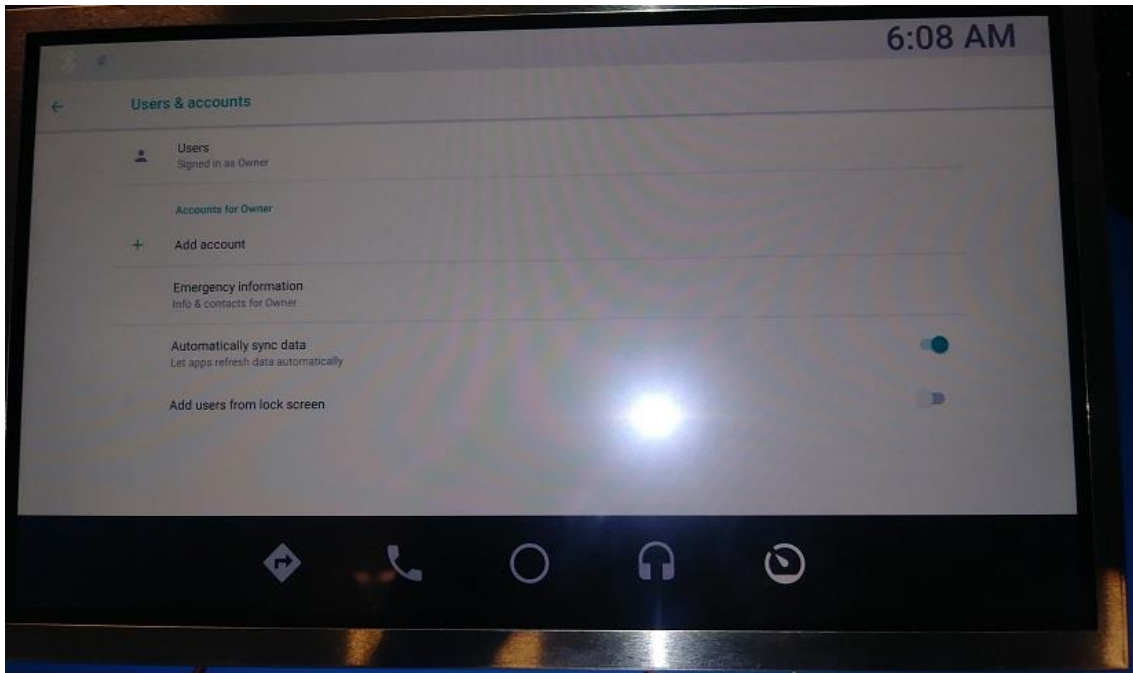 6:08 AM
Users & accounts
Users
Signed in as Owner
Accounts for Owner
Add account
Emergency information
Info & contacts for Owner
Automatically sync data
Let apps refresh data automatically
Add users from lock screen